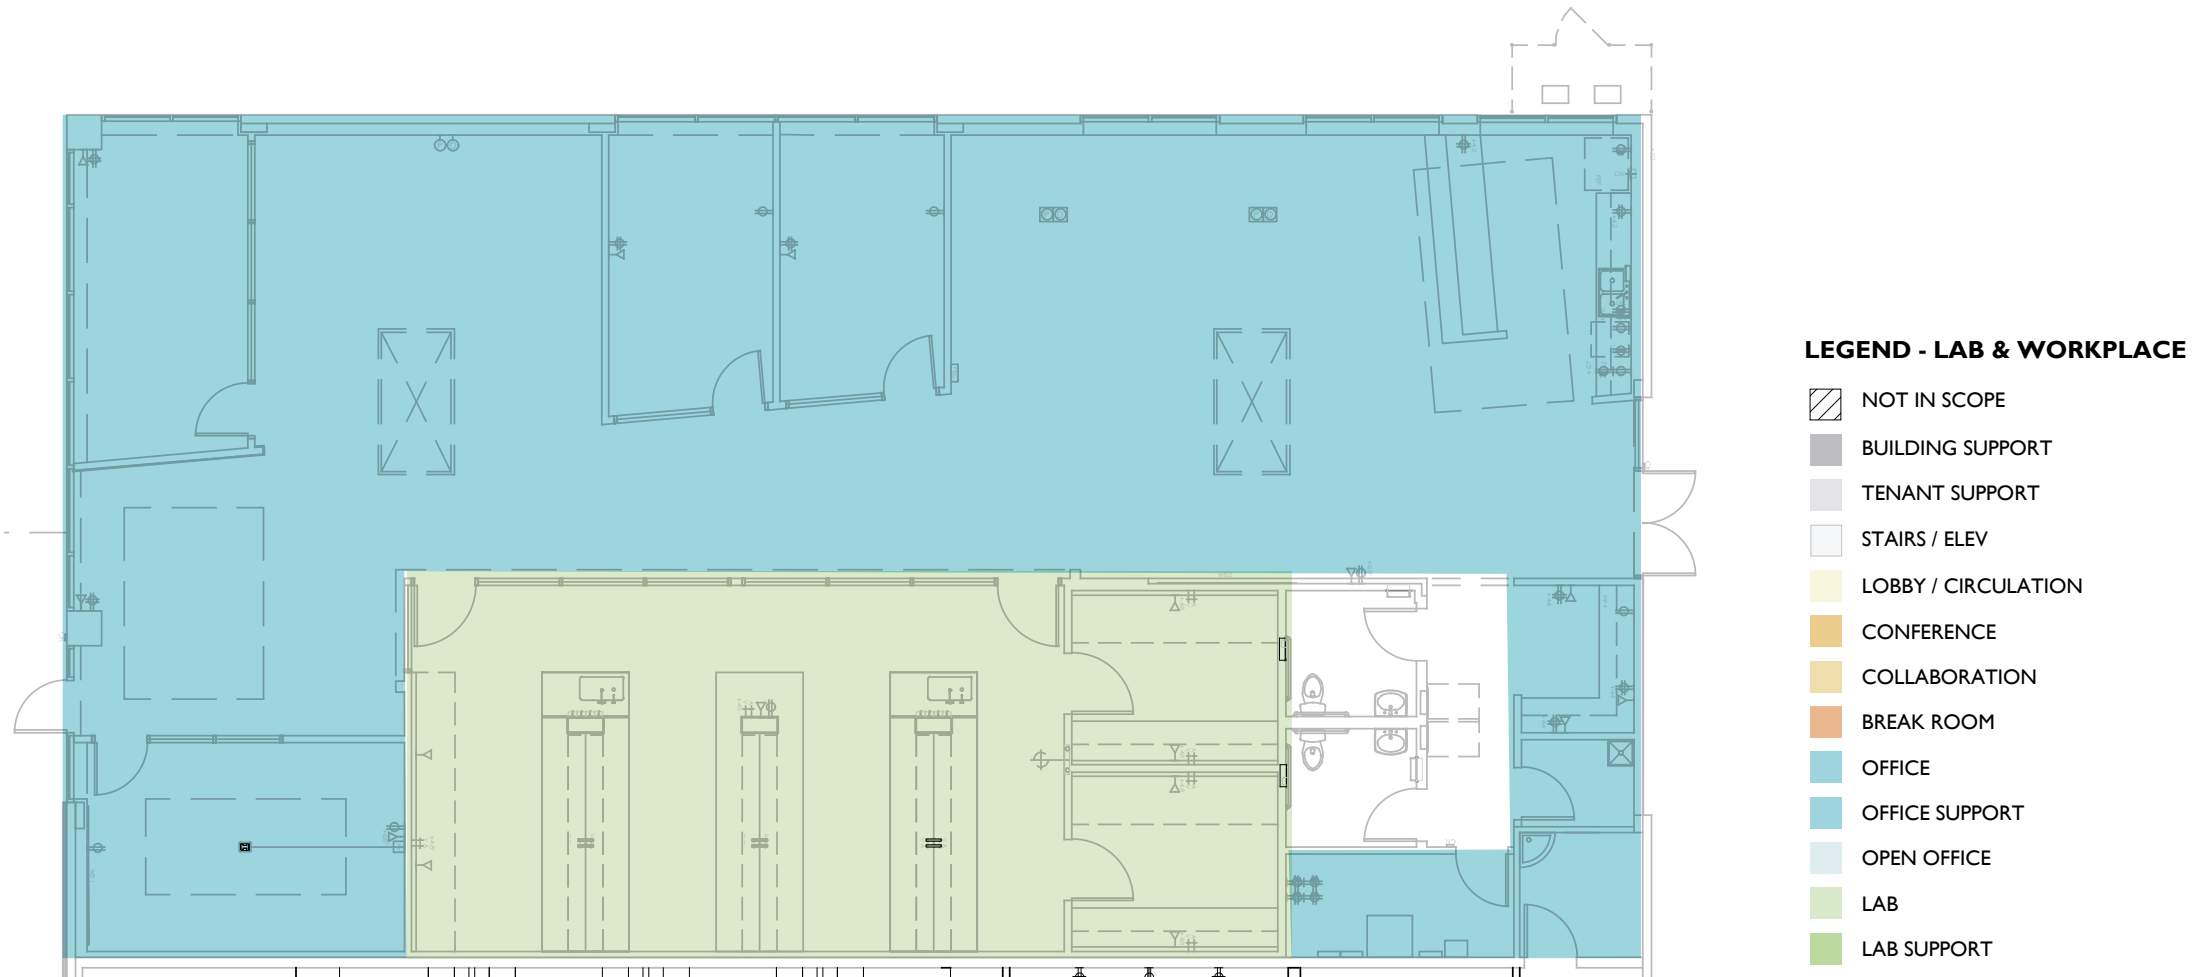 LEGEND - LAB & WORKPLACE
NOT IN SCOPE
BUILDING SUPPORT
TENANT SUPPORT
STAIRS / ELEV
LOBBY / CIRCULATION
CONFERENCE
COLLABORATION
BREAK ROOM
OFFICE
OFFICE SUPPORT
OPEN OFFICE
LAB
LAB SUPPORT